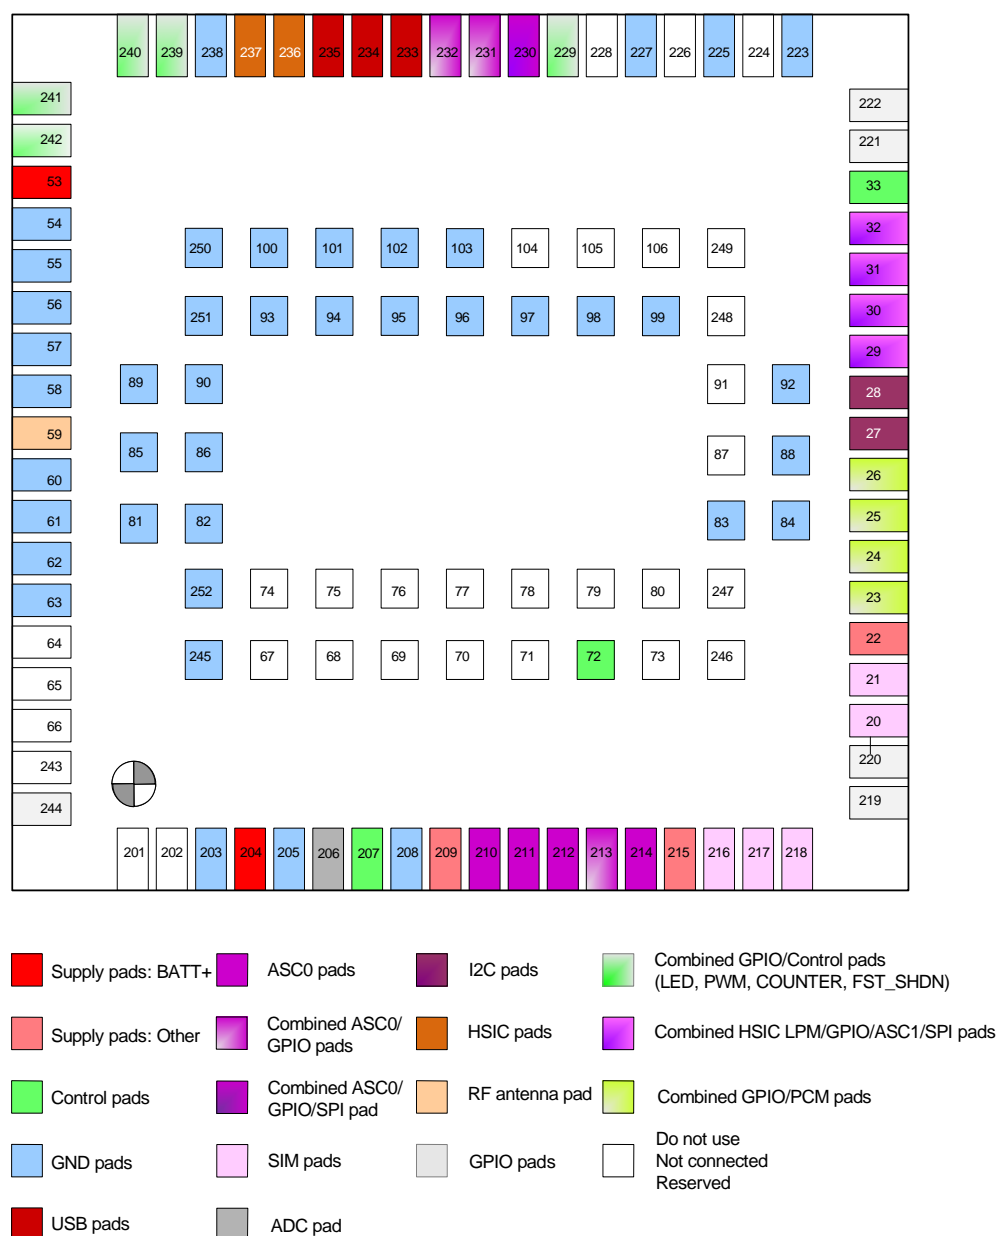 240 239 238 237 236 235 234 233 232 231 230 229 228 227 226 225 224 223
241 222
242 221
53 33
54 32
250 100 101 102 103 104 105 106 249
55 31
56 30
251 93 94 95 96 97 98 99 248
57 29
58 28
89 90 91 92
59 27
85 86 87 88
60 26
61 25
81 82 83 84
62 24
63 23
252 74 75 76 77 78 79 80 247
64 22
245 67 68 69 70 71 72 73 246
65 21
66 20
243 220
244 219
201 202 203 204 205 206 207 208 209 210 211 212 213 214 215 216 217 218
Supply pads: BATT+
ASC0 pads
I2C pads
Combined GPIO/Control pads
(LED, PWM, COUNTER, FST_SHDN)
Supply pads: Other
Combined ASC0/
GPIO pads
HSIC pads
Combined HSIC LPM/GPIO/ASC1/SPI pads
Control pads
Combined ASC0/
GPIO/SPI pad
RF antenna pad
Combined GPIO/PCM pads
GND pads
SIM pads
GPIO pads
Do not use
Not connected
Reserved
USB pads
ADC pad